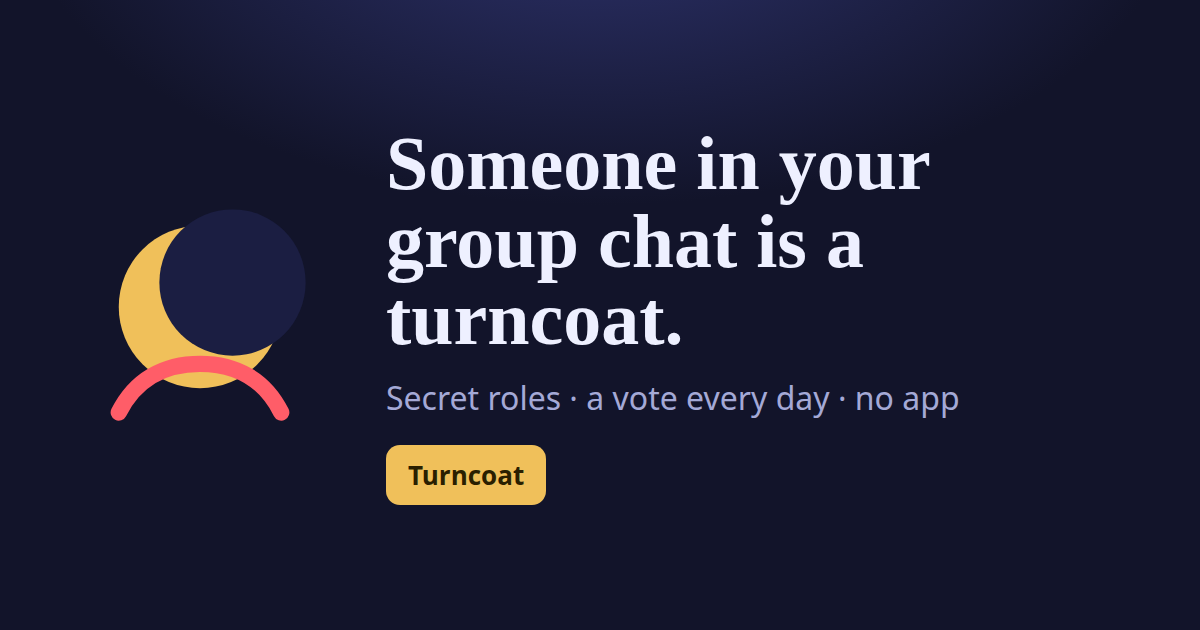 Someone in your
group chat is a
turncoat.
Secret roles · a vote every day · no app
Turncoat